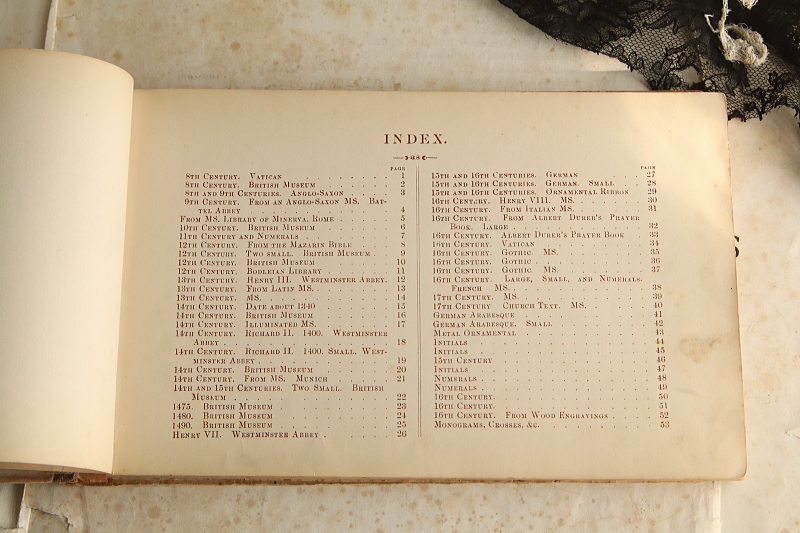 INDEX.
PAGE
8th Century. Vatican . . . . . . . . 1
8th Century. British Museum . . . . . . 2
8th and 9th Centuries. Anglo-Saxon . . . . 3
9th Century. From an Anglo-Saxon MS. Bat-
tel Abbey . . . . . . . . . . 4
From MS. Library of Minerva, Rome . . . . 5
10th Century. British Museum . . . . . . 6
11th Century and Numerals . . . . . . . 7
12th Century. From the Mazarin Bible . . . 8
12th Century. Two small. British Museum . . 9
12th Century. British Museum . . . . . . 10
12th Century. Bodleian Library . . . . . 11
13th Century. Henry III. Westminster Abbey. 12
13th Century. From Latin MS. . . . . . . 13
13th Century. MS. . . . . . . . . . 14
14th Century. Date about 1340 . . . . . 15
14th Century. British Museum . . . . . . 16
14th Century. Illuminated MS. . . . . . 17
14th Century. Richard II. 1400. Westminster
Abbey . . . . . . . . . . . 18
14th Century. Richard II. 1400. Small. West-
minster Abbey . . . . . . . . . 19
14th Century. British Museum . . . . . . 20
14th Century. From MS. Munich . . . . . 21
14th and 15th Centuries. Two Small. British
Museum . . . . . . . . . . . 22
1475. British Museum . . . . . . . . 23
1480. British Museum . . . . . . . . 24
1490. British Museum . . . . . . . . 25
Henry VII. Westminster Abbey . . . . . . 26
PAGE
15th and 16th Centuries. German . . . . 27
15th and 16th Centuries. German. Small . . 28
15th and 16th Centuries. Ornamental Ribbon 29
16th Century. Henry VIII. MS. . . . . . 30
16th Century. From Italian MS. . . . . . 31
16th Century. From Albert Durer's Prayer
Book. Large . . . . . . . . . . 32
16th Century. Albert Durer's Prayer Book . 33
16th Century. Vatican . . . . . . . . 34
16th Century. Gothic. MS. . . . . . . 35
16th Century. Gothic . . . . . . . . 36
16th Century. Gothic. MS. . . . . . . 37
16th Century. Large, Small, and Numerals.
French MS. . . . . . . . . . . 38
17th Century. MS. . . . . . . . . . 39
17th Century Church Text. MS. . . . . . 40
German Arabesque . . . . . . . . . 41
German Arabesque. Small . . . . . . . 42
Metal Ornamental . . . . . . . . . 43
Initials . . . . . . . . . . . . 44
Initials . . . . . . . . . . . . 45
15th Century . . . . . . . . . . . 46
Initials . . . . . . . . . . . . 47
Numerals . . . . . . . . . . . . 48
Numerals . . . . . . . . . . . . 49
16th Century. . . . . . . . . . . 50
16th Century. . . . . . . . . . . 51
16th Century. From Wood Engravings . . . . 52
Monograms, Crosses, &c. . . . . . . . 53